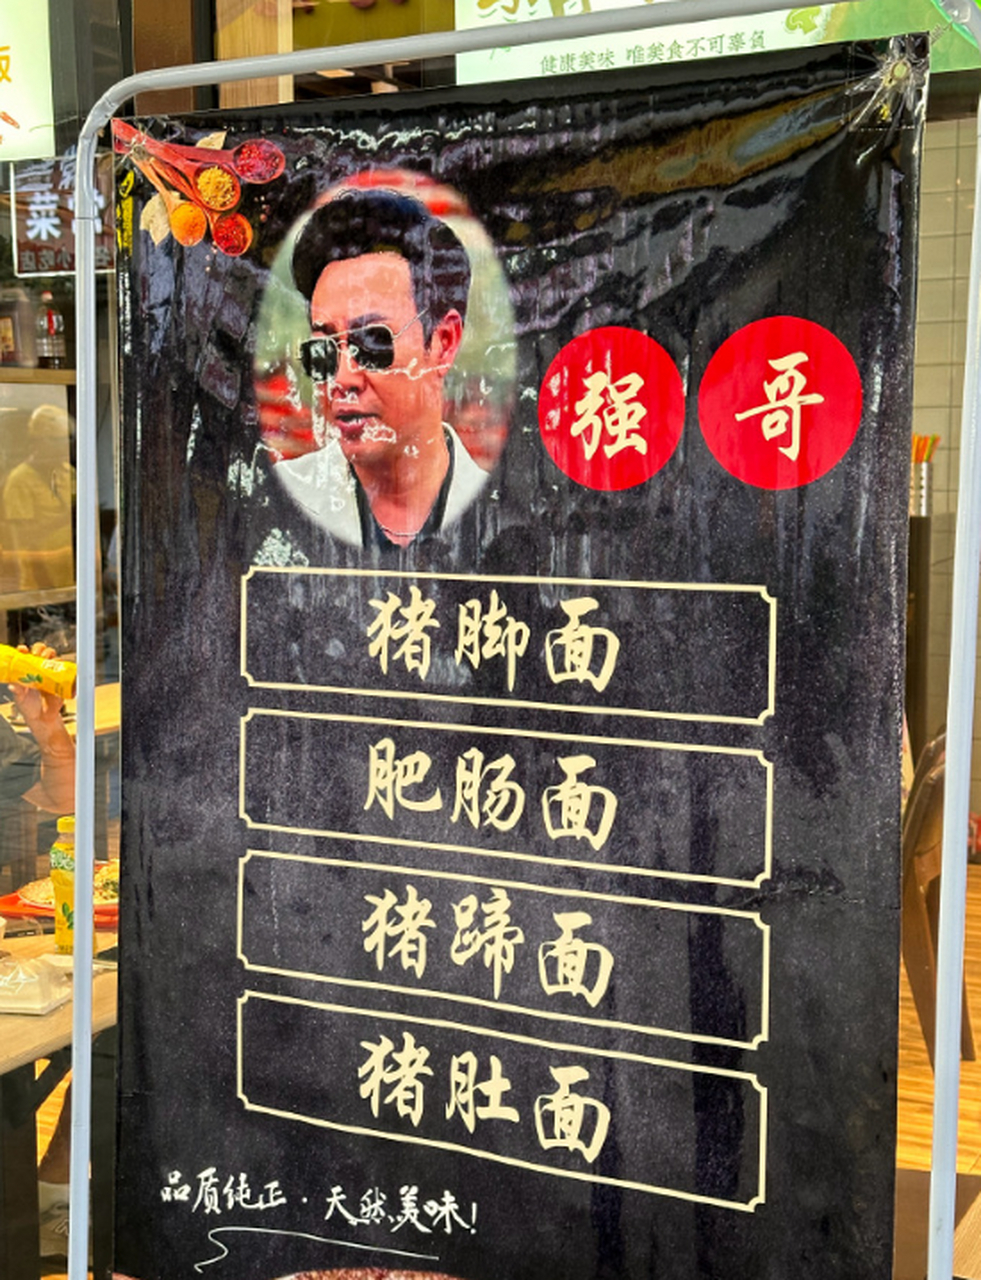 健康美味 唯美食不可辜负
菜
强哥
猪脚面
肥肠面
猪蹄面
猪肚面
品质纯正·天然美味!